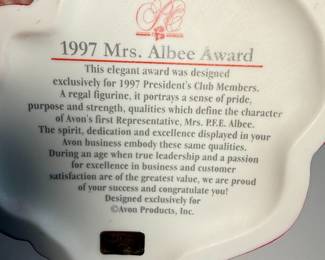 1997 Mrs. Albee Award
This elegant award was designed
exclusively for 1997 President's Club Members.
A regal figurine, it portrays a sense of pride,
purpose and strength, qualities which define the character
of Avon's first Representative, Mrs. P.F.E. Albee.
The spirit, dedication and excellence displayed in your
Avon business embody these same qualities.
During an age when true leadership and a passion
for excellence in business and customer
satisfaction are of the greatest value, we are proud
of your success and congratulate you!
Designed exclusively for
©Avon Products, Inc.